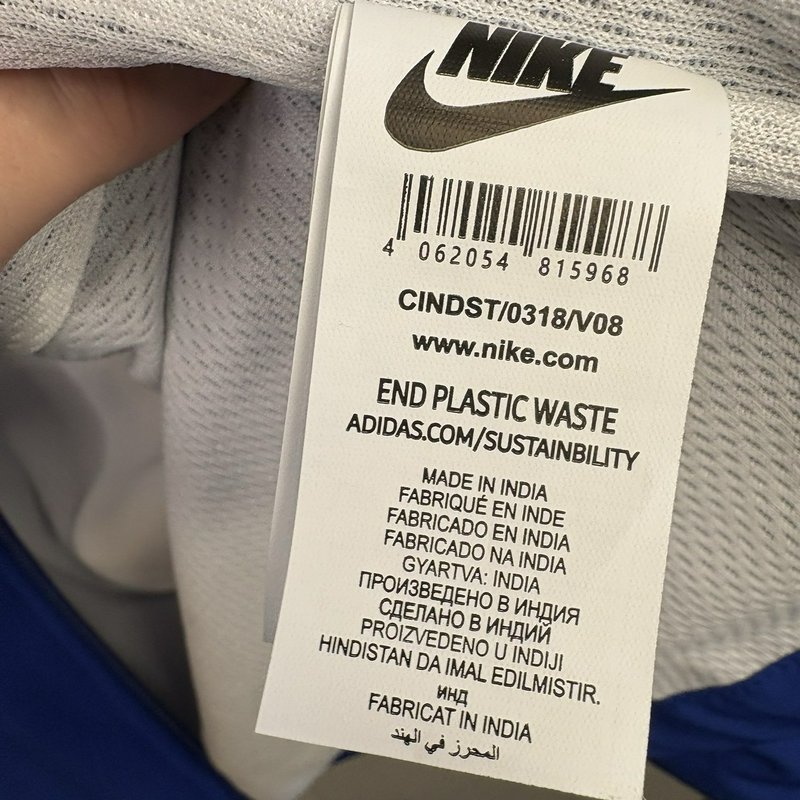 NIKE
4 062054 815968
CINDST/0318/V08
www.nike.com
END PLASTIC WASTE
ADIDAS.COM/SUSTAINBILITY
MADE IN INDIA
FABRIQUÉ EN INDE
FABRICADO EN INDIA
FABRICADO NA INDIA
GYARTVA: INDIA
ПРОИЗВЕДЕНО В ИНДИЯ
СДЕЛАНО В ИНДИЙ
PROIZVEDENO U INDIJI
HINDISTAN DA IMAL EDILMISTIR.
ИНД
FABRICAT IN INDIA
المحرز في الهند